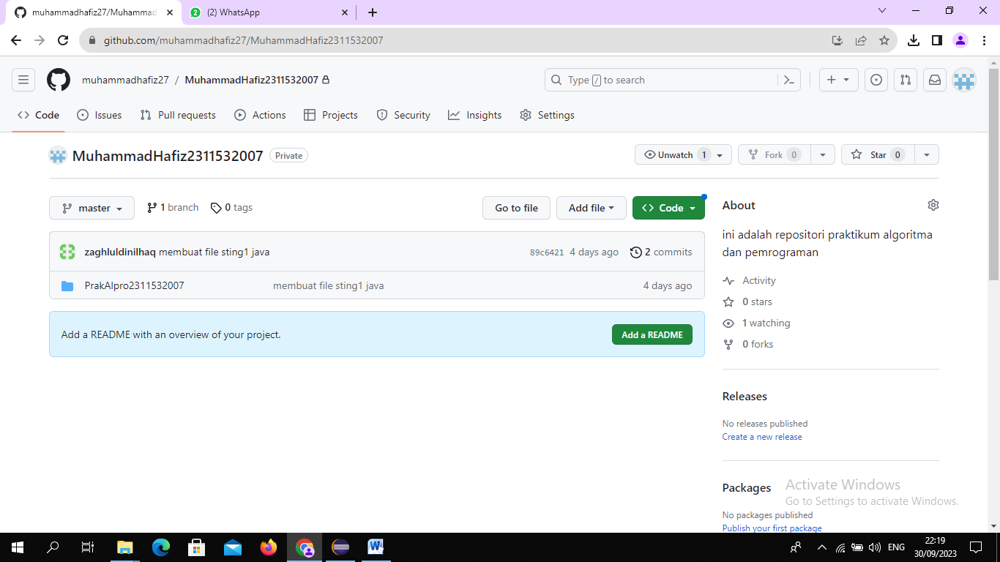 muhammadhafiz27/Muhammad
(2) WhatsApp
github.com/muhammadhafiz27/MuhammadHafiz2311532007
muhammadhafiz27 / MuhammadHafiz2311532007
Type / to search
Code Issues Pull requests Actions Projects Security Insights Settings
MuhammadHafiz2311532007 Private
Unwatch 1 Fork 0 Star 0
master 1 branch 0 tags Go to file Add file Code
zaghluldinilhaq membuat file sting1 java 89c6421 4 days ago 2 commits
PrakAlpro2311532007 membuat file sting1 java 4 days ago
Add a README with an overview of your project. Add a README
About
ini adalah repositori praktikum algoritma
dan pemrograman
Activity
0 stars
1 watching
0 forks
Releases
No releases published
Create a new release
Packages
No packages published
Publish your first package
Activate Windows
Go to Settings to activate Windows.
ENG
22:19
30/09/2023